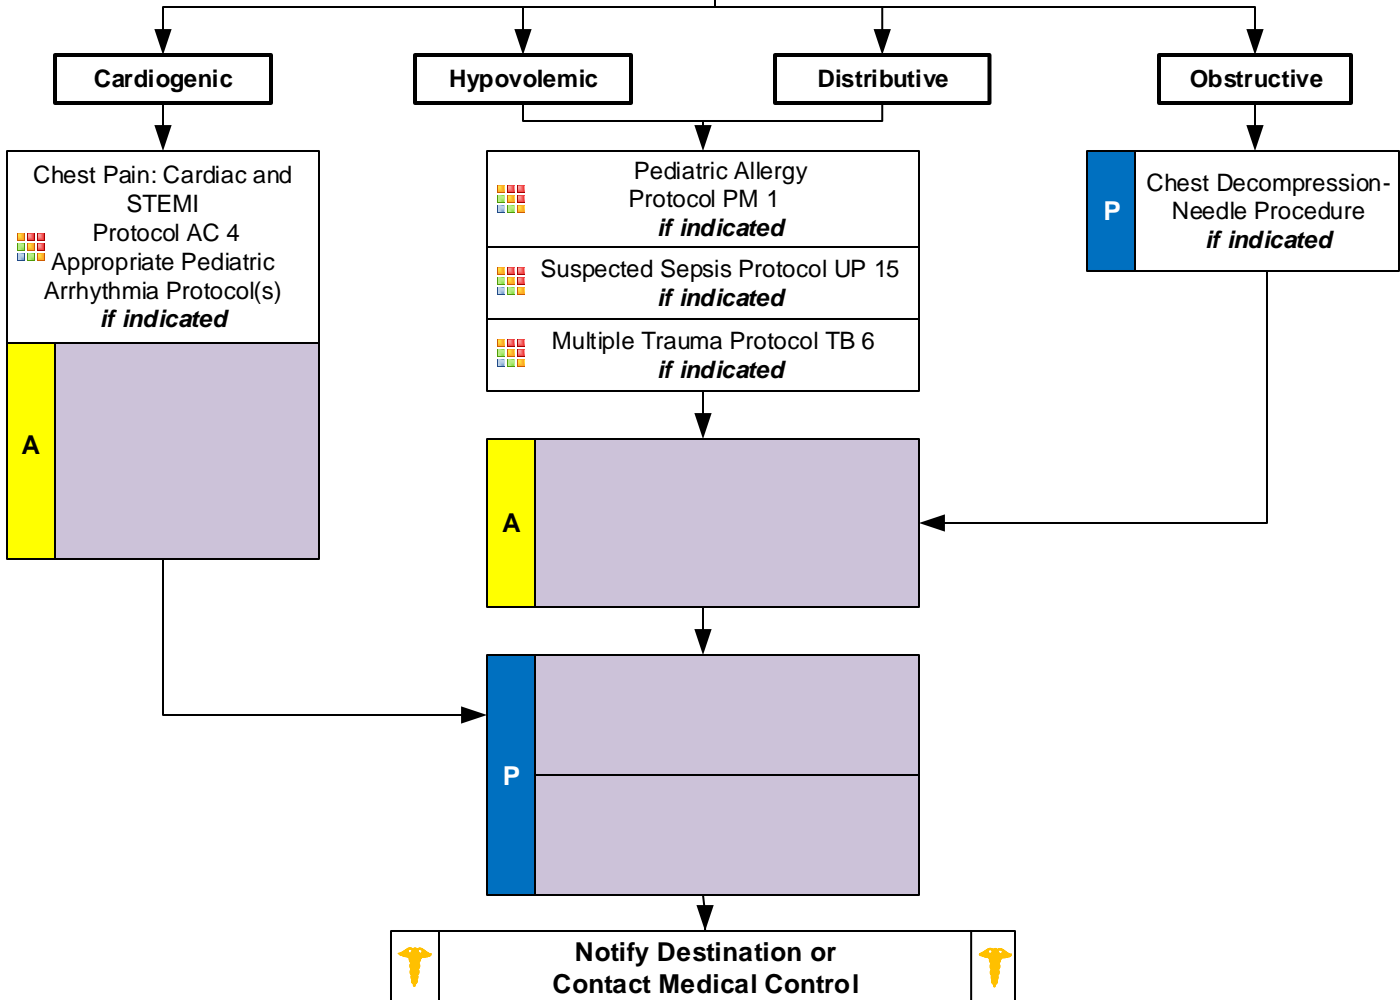 Cardiogenic
Hypovolemic
Distributive
Obstructive
Chest Pain: Cardiac and
STEMI
Protocol AC 4
Appropriate Pediatric
Arrhythmia Protocol(s)
if indicated
A
Pediatric Allergy
Protocol PM 1
if indicated
Suspected Sepsis Protocol UP 15
if indicated
Multiple Trauma Protocol TB 6
if indicated
P
Chest Decompression-
Needle Procedure
if indicated
A
P
Notify Destination or
Contact Medical Control